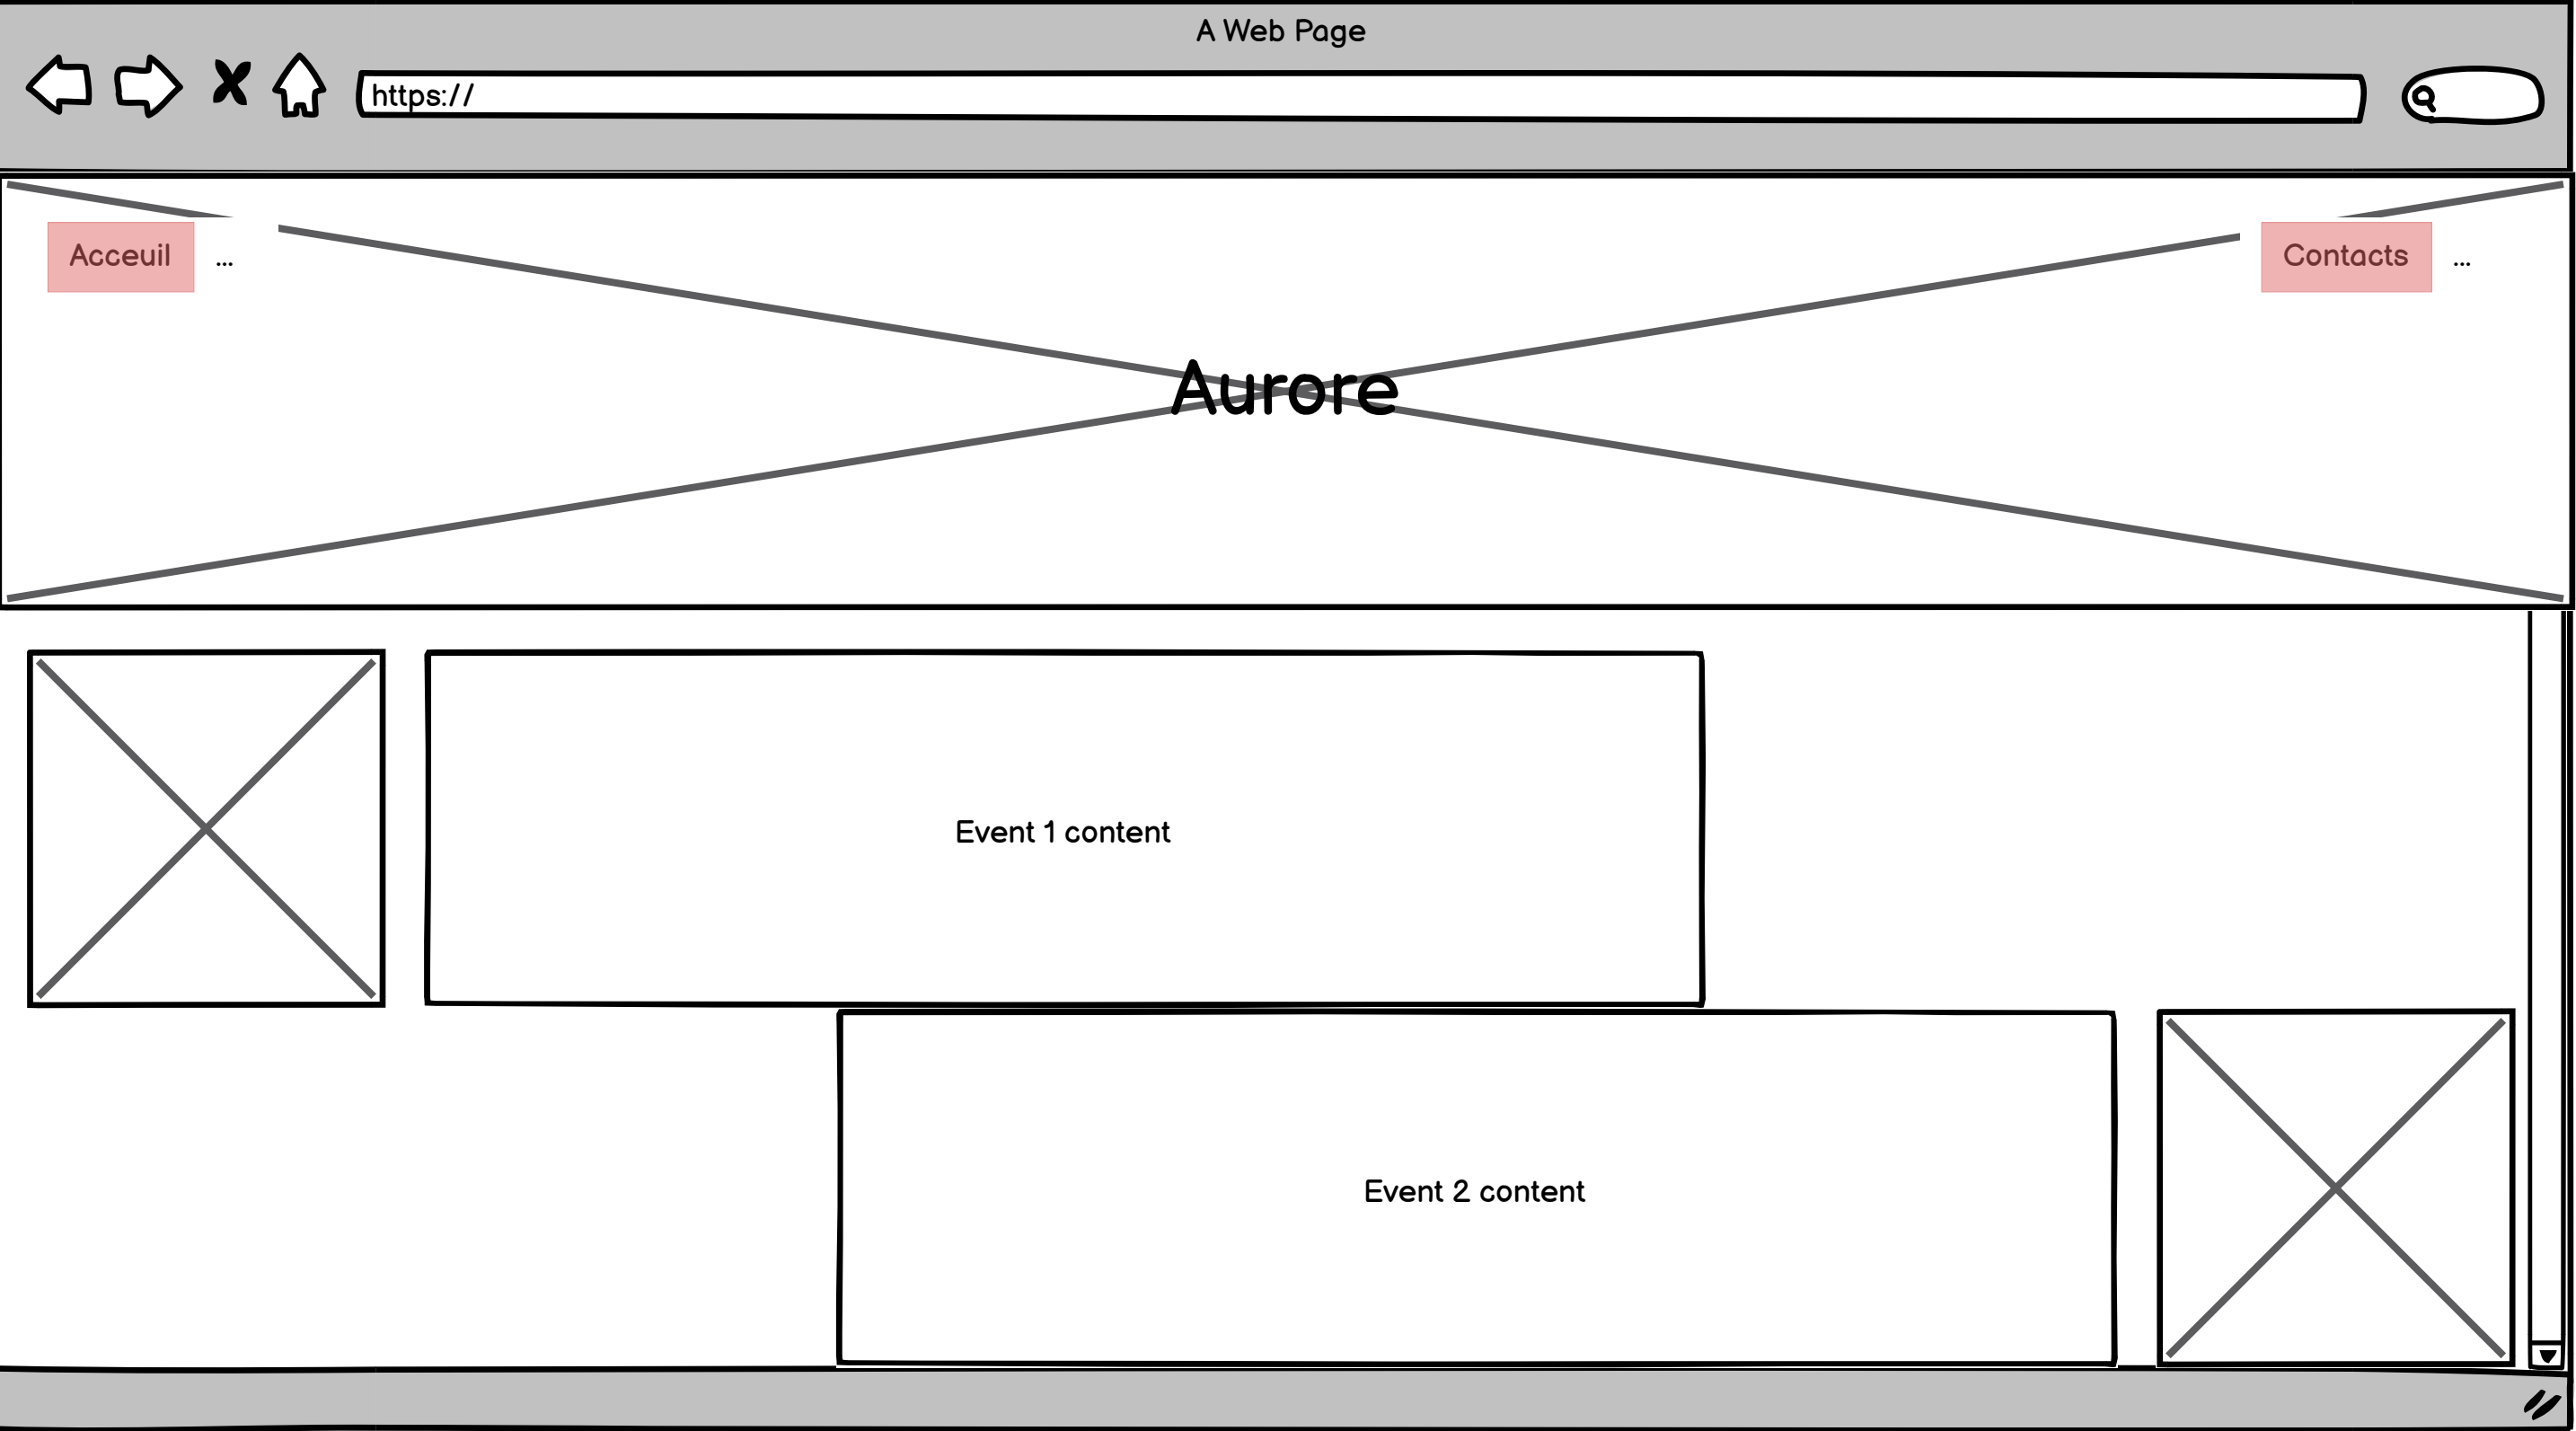 A Web Page
https://
Acceuil ...
Contacts ...
Aurore
Event 1 content
Event 2 content